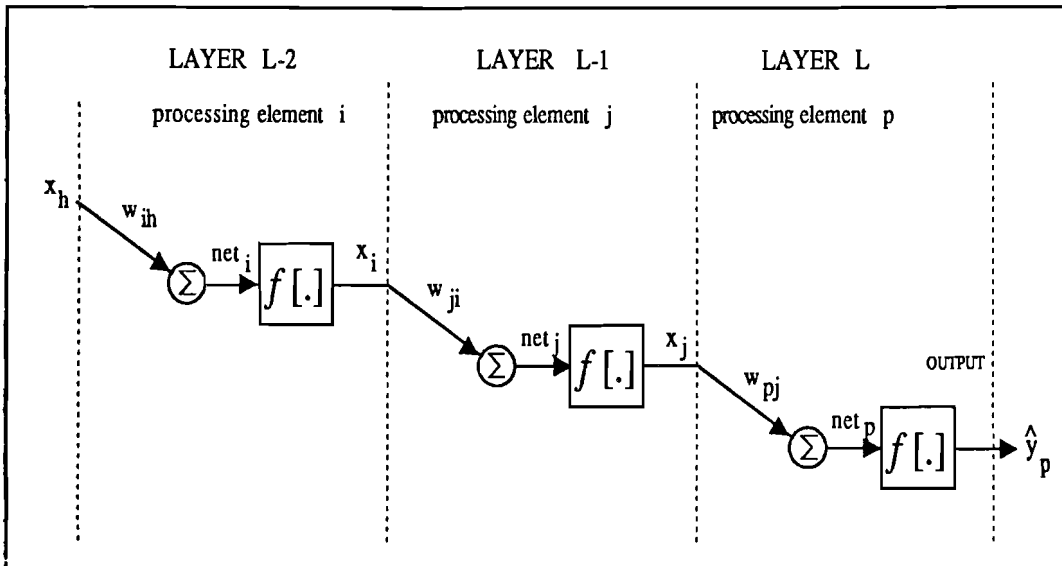 LAYER L-2 LAYER L-1 LAYER L
processing element i processing element j processing element p
x_h
w_ih
net_i
f[.]
x_i
Σ
w_ji
net_j
f[.]
x_j
Σ
w_pj
OUTPUT
net_p
f[.]
Σ
ŷ_p